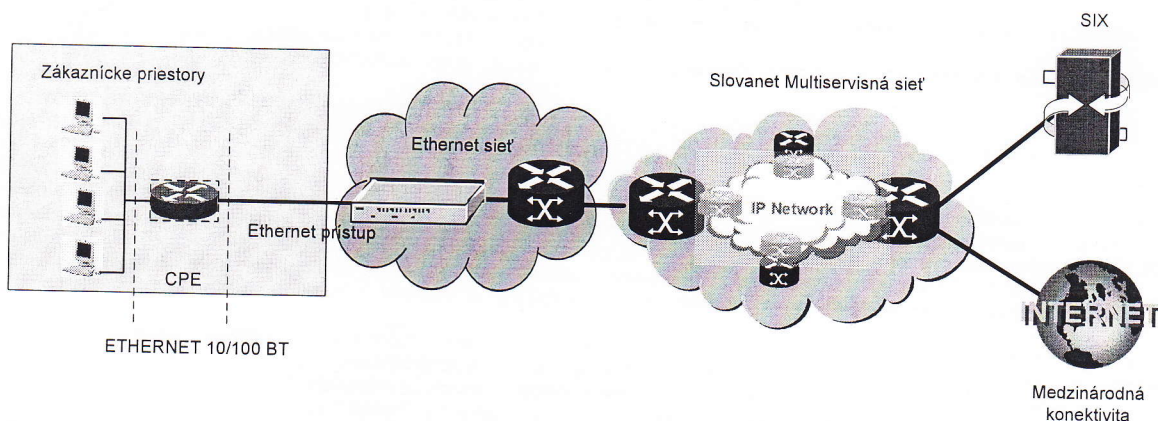 SIX
Zákaznícke priestory
Slovanet Multiservisná sieť
Ethernet sieť
IP Network
Ethernet prístup
CPE
INTERNET
ETHERNET 10/100 BT
Medzinárodná
konektivita